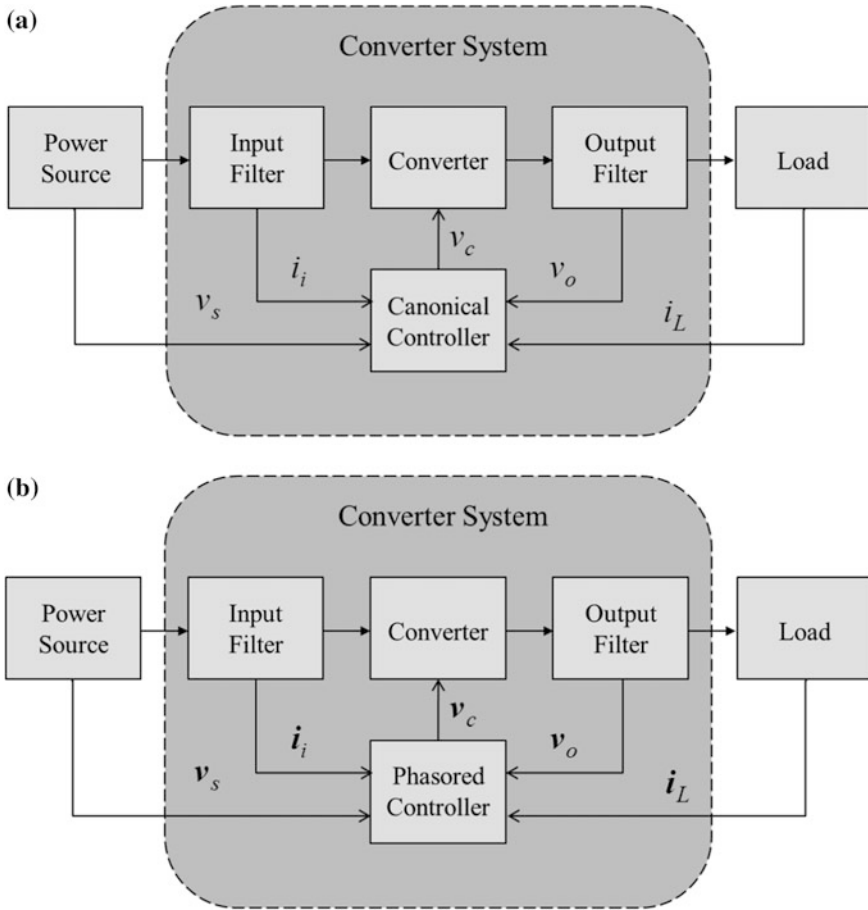 (a)
Converter System
Power
Source
Input
Filter
Converter
Output
Filter
Load
v_c
i_i
v_o
v_s
Canonical
Controller
i_L
(b)
Converter System
Power
Source
Input
Filter
Converter
Output
Filter
Load
v_c
i_i
v_o
v_s
Phasored
Controller
i_L